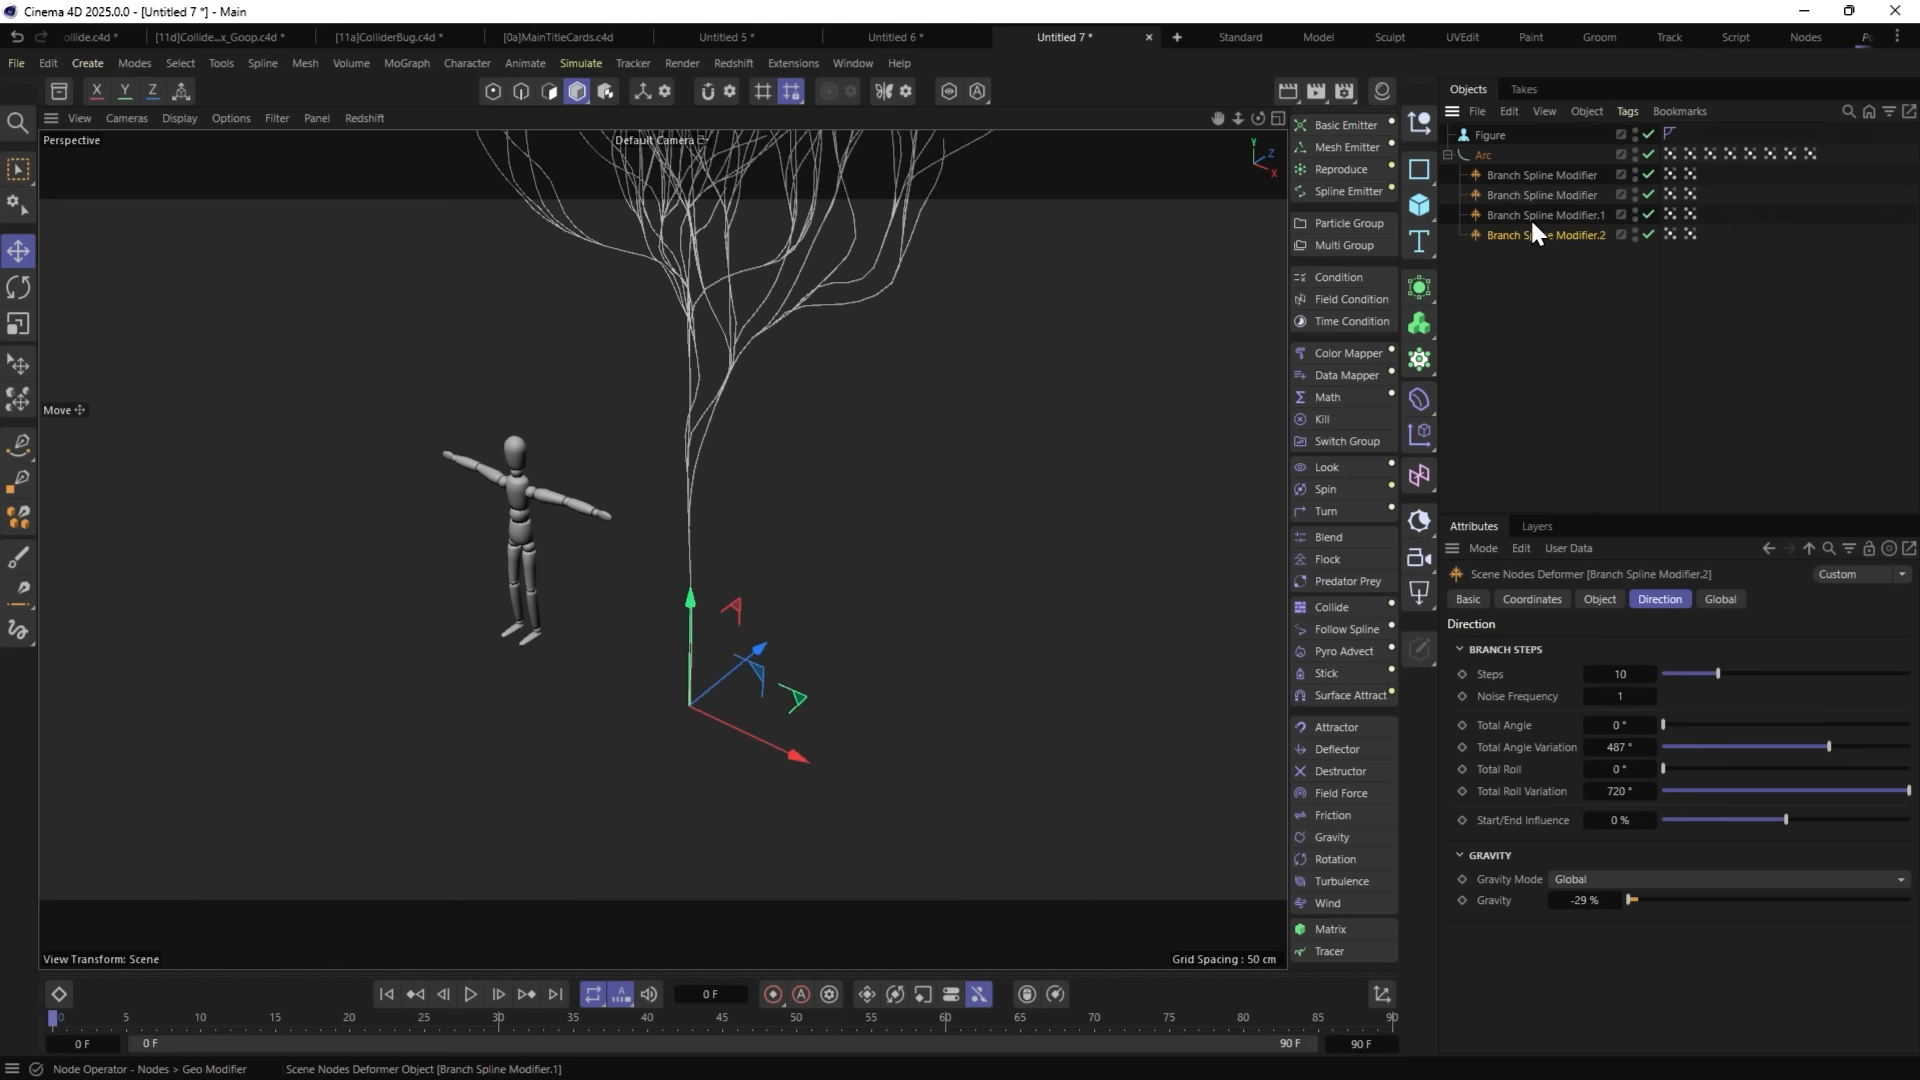 Cinema 4D 2025.0.0 - [Untitled 7 *] - Main
ollide.c4d *
[11d]Collide...x_Goop.c4d *
[11a]ColliderBug.c4d *
[0a]MainTitleCards.c4d
Untitled 5 *
Untitled 6 *
Untitled 7 *
Standard
Model
Sculpt
UVEdit
Paint
Groom
Track
Script
Nodes
File Edit Create Modes Select Tools Spline Mesh Volume MoGraph Character Animate Simulate Tracker Render Redshift Extensions Window Help
X Y Z
View Cameras Display Options Filter Panel Redshift
Perspective
Default Camera
Y
Z
X
Move
View Transform: Scene
Grid Spacing : 50 cm
Basic Emitter
Mesh Emitter
Reproduce
Spline Emitter
Particle Group
Multi Group
Condition
Field Condition
Time Condition
Color Mapper
Data Mapper
Math
Kill
Switch Group
Look
Spin
Turn
Blend
Flock
Predator Prey
Collide
Follow Spline
Pyro Advect
Stick
Surface Attract
Attractor
Deflector
Destructor
Field Force
Friction
Gravity
Rotation
Turbulence
Wind
Matrix
Tracer
Objects Takes
File Edit View Object Tags Bookmarks
Figure
Arc
Branch Spline Modifier
Branch Spline Modifier
Branch Spline Modifier.1
Branch Modifier.2
Attributes Layers
Mode Edit User Data
Scene Nodes Deformer [Branch Spline Modifier.2]
Custom
Basic Coordinates Object Direction Global
Direction
BRANCH STEPS
Steps 10
Noise Frequency 1
Total Angle 0 °
Total Angle Variation 487 °
Total Roll 0 °
Total Roll Variation 720 °
Start/End Influence 0 %
GRAVITY
Gravity Mode Global
Gravity -29 %
0 F
0 5 10 15 20 25 30 35 40 45 50 55 60 65 70 75 80 85 90
0 F 0 F 90 F 90 F
Node Operator - Nodes > Geo Modifier
Scene Nodes Deformer Object [Branch Spline Modifier.1]